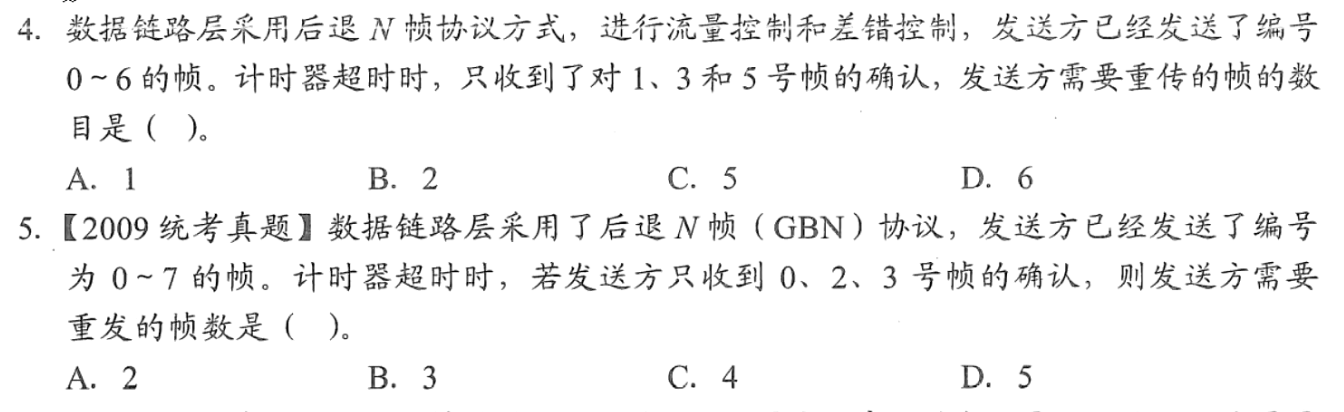 4. 数据链路层采用后退 N 帧协议方式，进行流量控制和差错控制，发送方已经发送了编号
0~6 的帧。计时器超时时，只收到了对 1、3 和 5 号帧的确认，发送方需要重传的帧的数
目是（ ）。
A. 1 B. 2 C. 5 D. 6
5.【2009 统考真题】数据链路层采用了后退 N 帧（GBN）协议，发送方已经发送了编号
为 0~7 的帧。计时器超时时，若发送方只收到 0、2、3 号帧的确认，则发送方需要
重发的帧数是（ ）。
A. 2 B. 3 C. 4 D. 5